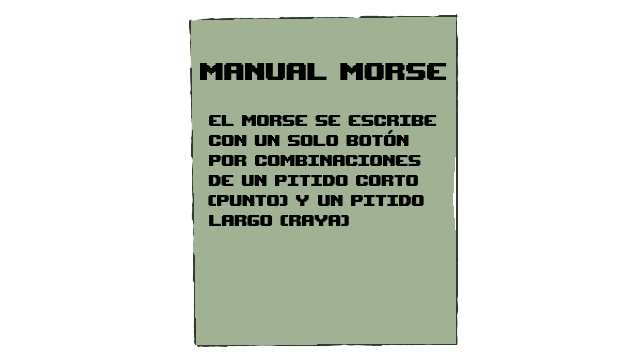 MANUAL MORSE
EL MORSE SE ESCRIBE
CON UN SOLO BOTÓN
POR COMBINACIONES
DE UN PITIDO CORTO
(PUNTO) Y UN PITIDO
LARGO (RAYA)